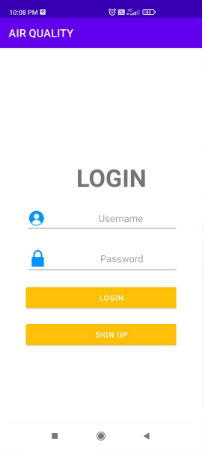 10:08 PM
AIR QUALITY
LOGIN
Username
Password
LOGIN
SIGN UP